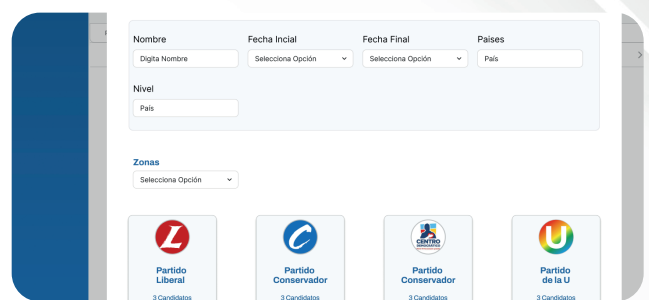 Nombre Fecha Incial Fecha Final Paises
Digita Nombre Selecciona Opción Selecciona Opción País
Nivel
País
Zonas
Selecciona Opción
L C CENTRO DEMOCRÁTICO U
Partido Partido Partido Partido
Liberal Conservador Conservador de la U
3 Candidatos 3 Candidatos 3 Candidatos 3 Candidatos